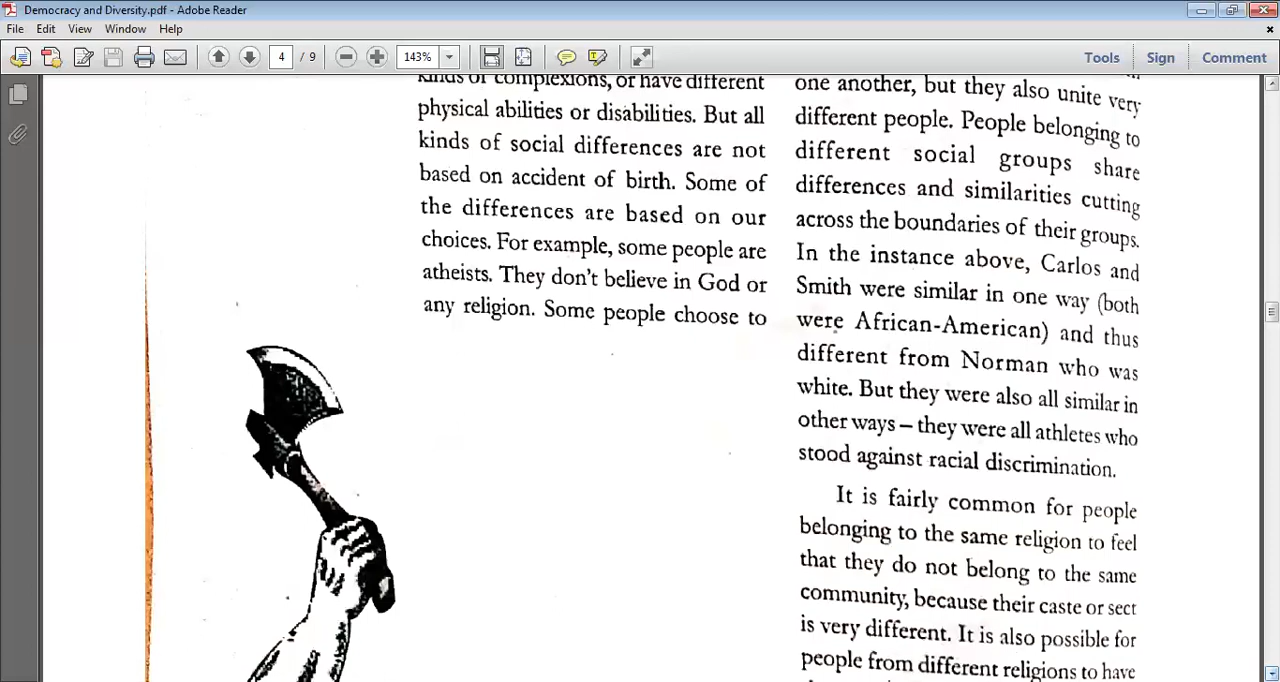 Democracy and Diversity.pdf - Adobe Reader
File Edit View Window Help
4 / 9 143% Tools Sign Comment
kinds of complexions, or have different
physical abilities or disabilities. But all
kinds of social differences are not
based on accident of birth. Some of
the differences are based on our
choices. For example, some people are
atheists. They don't believe in God or
any religion. Some people choose to
one another, but they also unite very
different people. People belonging to
different social groups share
differences and similarities cutting
across the boundaries of their groups.
In the instance above, Carlos and
Smith were similar in one way (both
were African-American) and thus
different from Norman who was
white. But they were also all similar in
other ways – they were all athletes who
stood against racial discrimination.
It is fairly common for people
belonging to the same religion to feel
that they do not belong to the same
community, because their caste or sect
is very different. It is also possible for
people from different religions to have